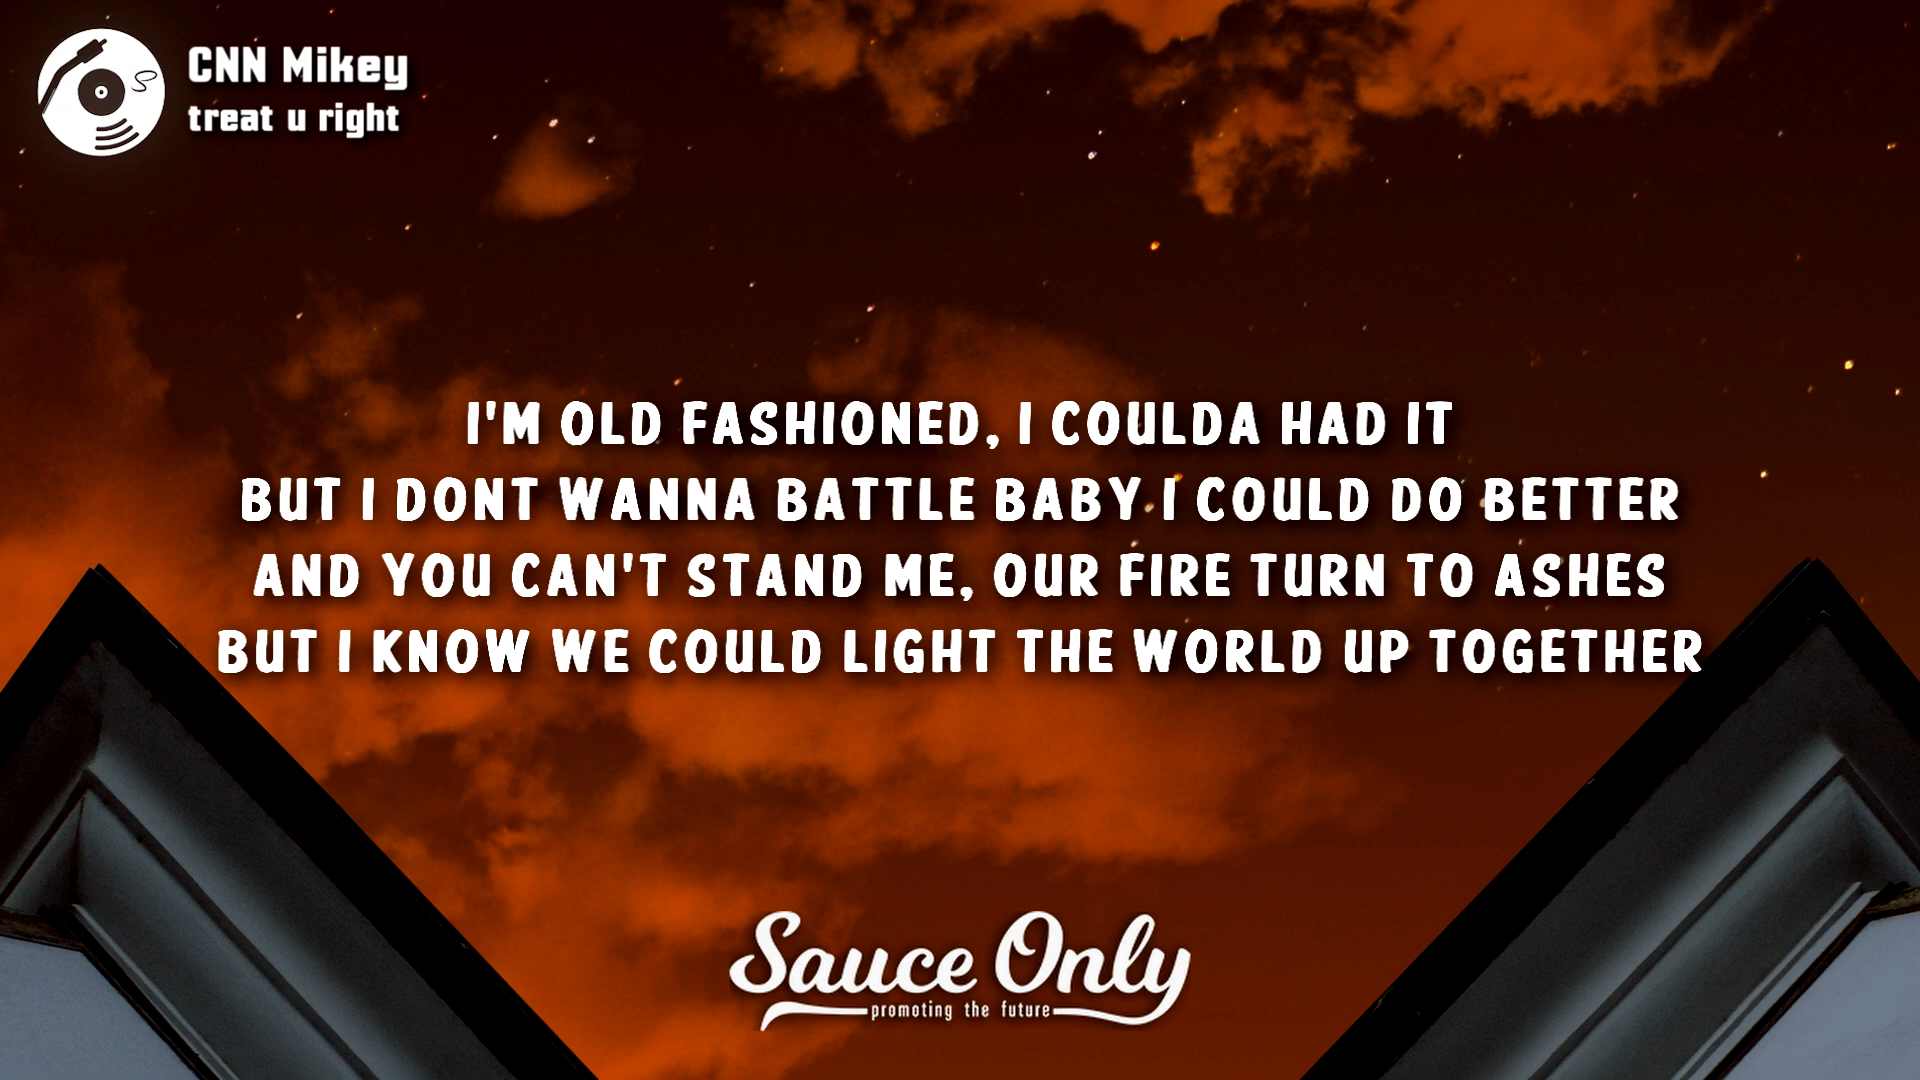 CNN Mikey
treat u right
I'M OLD FASHIONED, I COULDA HAD IT
BUT I DONT WANNA BATTLE BABY I COULD DO BETTER
AND YOU CAN'T STAND ME, OUR FIRE TURN TO ASHES
BUT I KNOW WE COULD LIGHT THE WORLD UP TOGETHER
Sauce Only
promoting the future